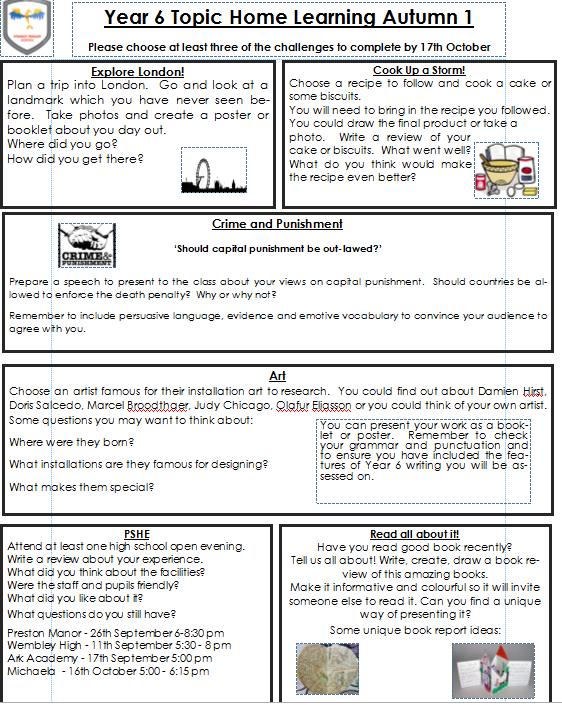 Year 6 Topic Home Learning Autumn 1
Please choose at least three of the challenges to complete by 17th October
Explore London!
Plan a trip into London. Go and look at a
landmark which you have never seen be-
fore. Take photos and create a poster or
booklet about you day out.
Where did you go?
How did you get there?
Cook Up a Storm!
Choose a recipe to follow and cook a cake or
some biscuits.
You will need to bring in the recipe you followed.
You could draw the final product or take a
photo. Write a review of your
cake or biscuits. What went well?
What do you think would make
the recipe even better?
Crime and Punishment
CRIME&
PUNISHMENT
‘Should capital punishment be out-lawed?’
Prepare a speech to present to the class about your views on capital punishment. Should countries be al-
lowed to enforce the death penalty? Why or why not?
Remember to include persuasive language, evidence and emotive vocabulary to convince your audience to
agree with you.
Art
Choose an artist famous for their installation art to research. You could find out about Damien Hirst,
Doris Salcedo, Marcel Broodthaer, Judy Chicago, Olafur Eliasson or you could think of your own artist.
Some questions you may want to think about:
Where were they born?
What installations are they famous for designing?
What makes them special?
You can present your work as a book-
let or poster. Remember to check
your grammar and punctuation and
to ensure you have included the fea-
tures of Year 6 writing you will be as-
sessed on.
PSHE
Attend at least one high school open evening.
Write a review about your experience.
What did you think about the facilities?
Were the staff and pupils friendly?
What did you like about it?
What questions do you still have?
Preston Manor - 26th September 6-8:30 pm
Wembley High - 11th September 5:30 - 8 pm
Ark Academy - 17th September 5:00 pm
Michaela - 16th October 5:00 - 6:15 pm
Read all about it!
Have you read good book recently?
Tell us all about! Write, create, draw a book re-
view of this amazing books.
Make it informative and colourful so it will invite
someone else to read it. Can you find a unique
way of presenting it?
Some unique book report ideas: